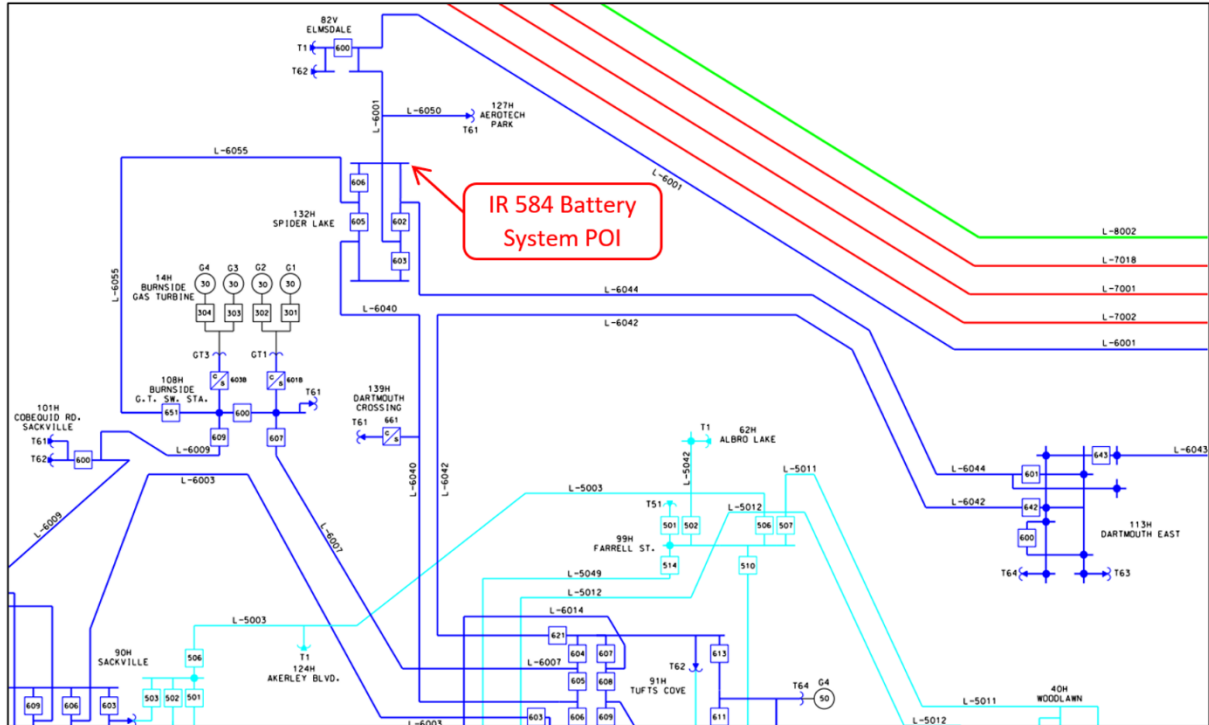 82V
ELMSDALE
T1
600
T62
L-6001
L-6050
127H
AEROTECH
PARK
T61
L-6055
606
132H
SPIDER LAKE
605
602
603
IR 584 Battery
System POI
L-6001
L-8002
L-7018
L-7001
L-7002
L-6001
L-6044
L-6040
L-6042
L-6055
G4
G3
G2
G1
30
30
30
30
14H
BURNSIDE
GAS TURBINE
304
303
302
301
GT3
GT1
C/S
603B
C/S
601B
T61
108H
BURNSIDE
G.T. SW. STA.
651
600
609
607
101H
COBEQUID RD.
SACKVILLE
T61
T62
600
L-6009
L-6003
L-6009
L-6007
139H
DARTMOUTH
CROSSING
T61
C/S
661
L-6040
L-6042
T1
62H
ALBRO LAKE
L-5042
L-5003
L-5011
L-5012
T51
501
502
506
507
99H
FARRELL ST.
514
510
L-5049
L-5012
L-6014
L-6044
L-6042
601
643
L-6043
642
600
113H
DARTMOUTH EAST
T64
T63
L-5003
T1
124H
AKERLEY BLVD.
90H
SACKVILLE
506
503
502
501
609
606
603
621
604
607
L-6007
605
608
606
609
T62
91H
TUFTS COVE
613
611
T64
G4
50
L-6003
603
L-5011
L-5012
40H
WOODLAWN